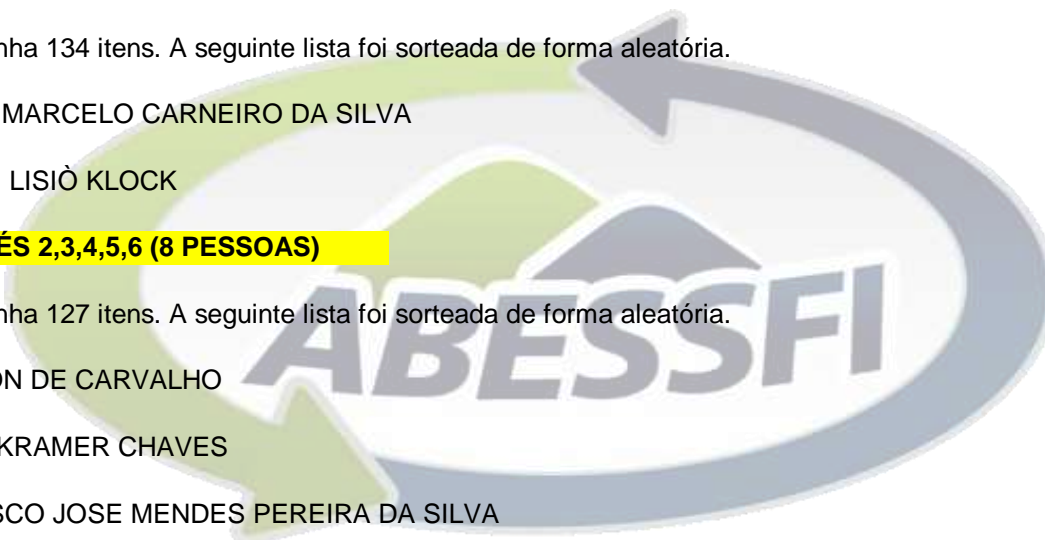 nha 134 itens. A seguinte lista foi sorteada de forma aleatória.
MARCELO CARNEIRO DA SILVA
LISIÒ KLOCK
ÉS 2,3,4,5,6 (8 PESSOAS)
nha 127 itens. A seguinte lista foi sorteada de forma aleatória.
ON DE CARVALHO
KRAMER CHAVES
SCO JOSE MENDES PEREIRA DA SILVA
ABESSFI